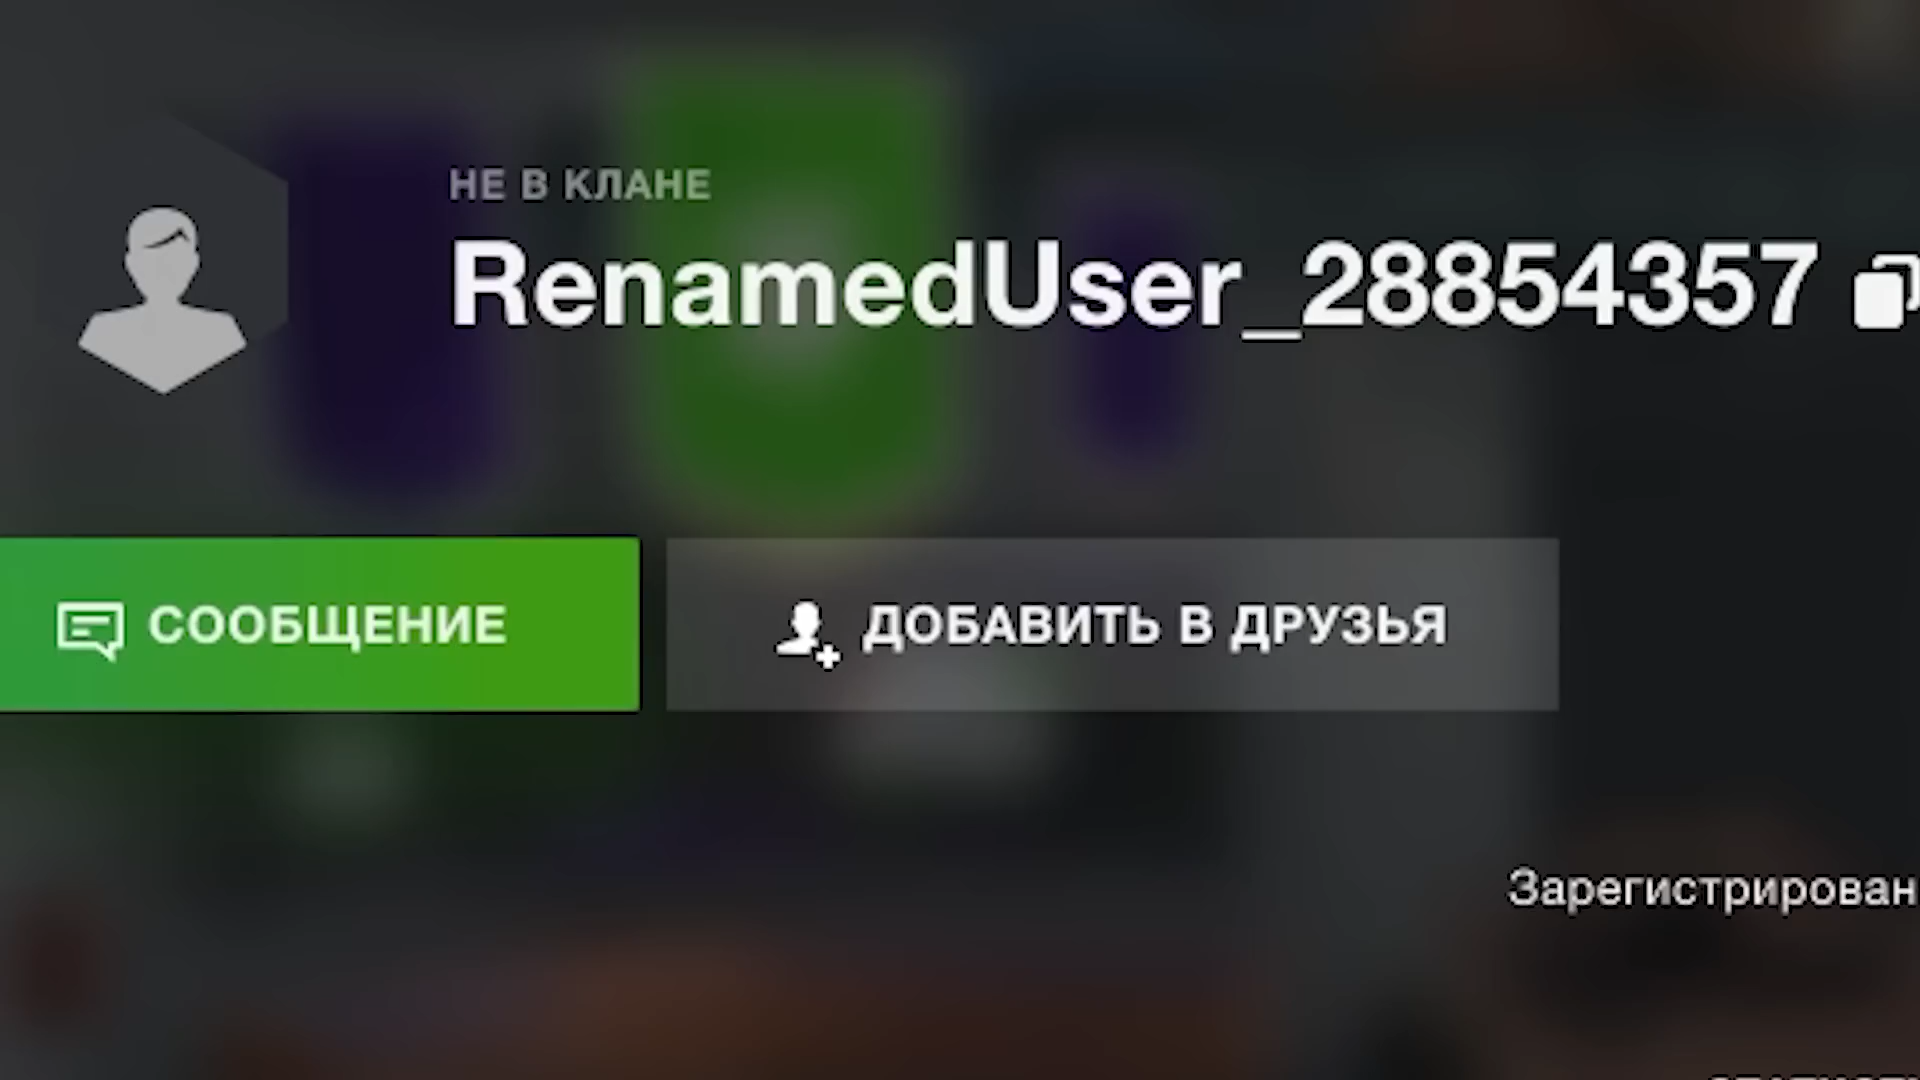 НЕ В КЛАНЕ
RenamedUser_28854357
СООБЩЕНИЕ
ДОБАВИТЬ В ДРУЗЬЯ
Зарегистрирован